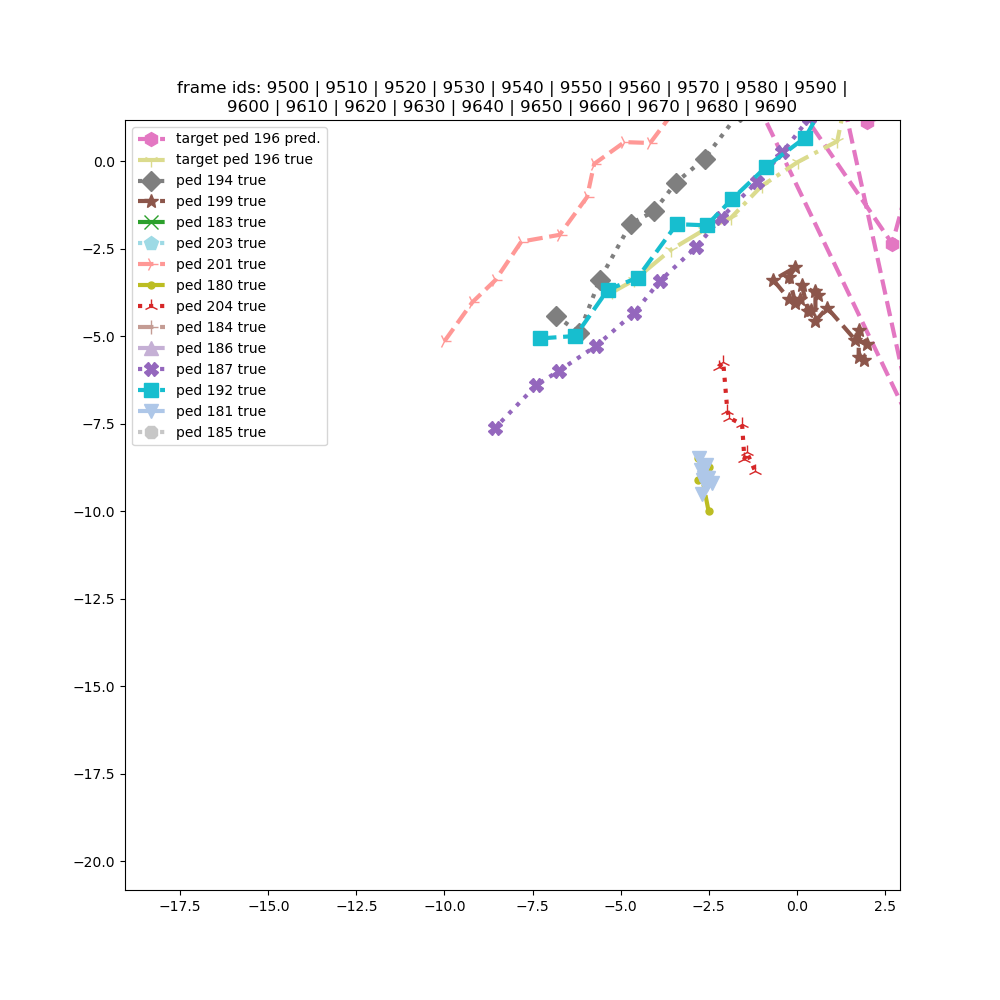 frame ids: 9500 | 9510 | 9520 | 9530 | 9540 | 9550 | 9560 | 9570 | 9580 | 9590 |
9600 | 9610 | 9620 | 9630 | 9640 | 9650 | 9660 | 9670 | 9680 | 9690
target ped 196 pred.
target ped 196 true
ped 194 true
ped 199 true
ped 183 true
ped 203 true
ped 201 true
ped 180 true
ped 204 true
ped 184 true
ped 186 true
ped 187 true
ped 192 true
ped 181 true
ped 185 true
0.0
−2.5
−5.0
−7.5
−10.0
−12.5
−15.0
−17.5
−20.0
−17.5 −15.0 −12.5 −10.0 −7.5 −5.0 −2.5 0.0 2.5